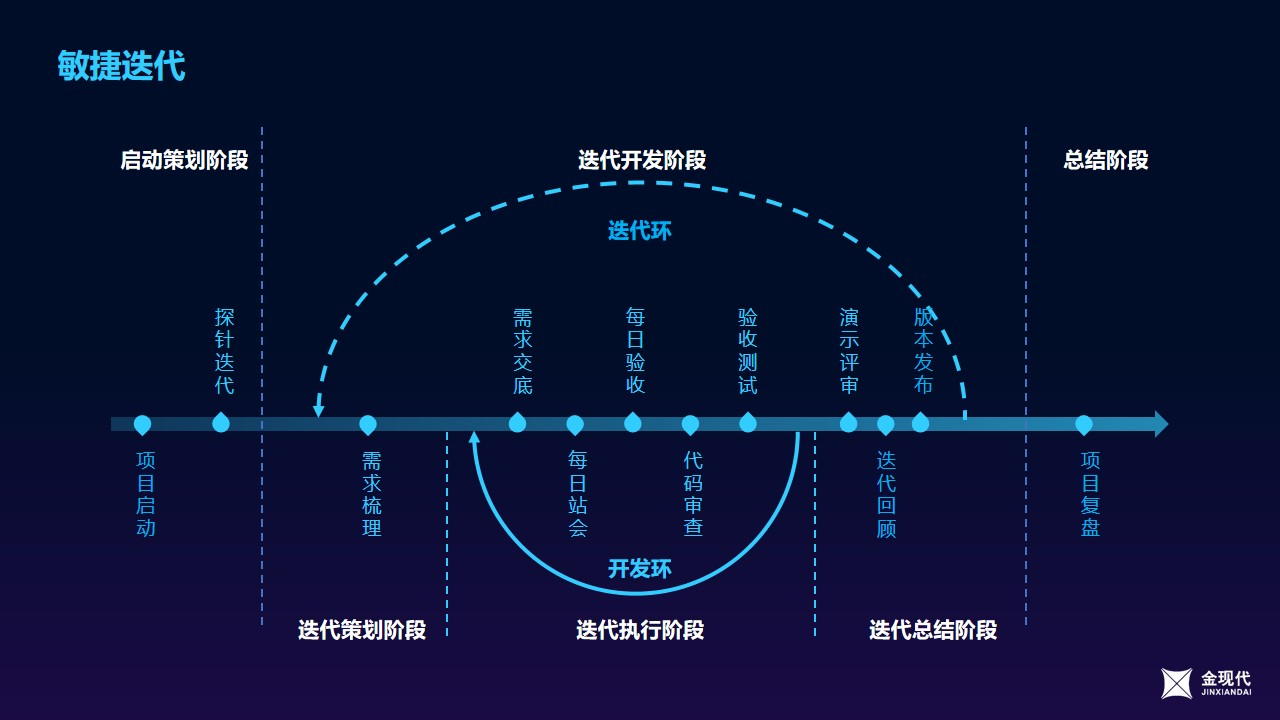 敏捷迭代
启动策划阶段
迭代开发阶段
总结阶段
迭代环
探针迭代
需求交底
每日验收
验收测试
演示评审
版本发布
项目启动
需求梳理
每日站会
代码审查
迭代回顾
项目复盘
开发环
迭代策划阶段
迭代执行阶段
迭代总结阶段
金现代
JINXIANDAI